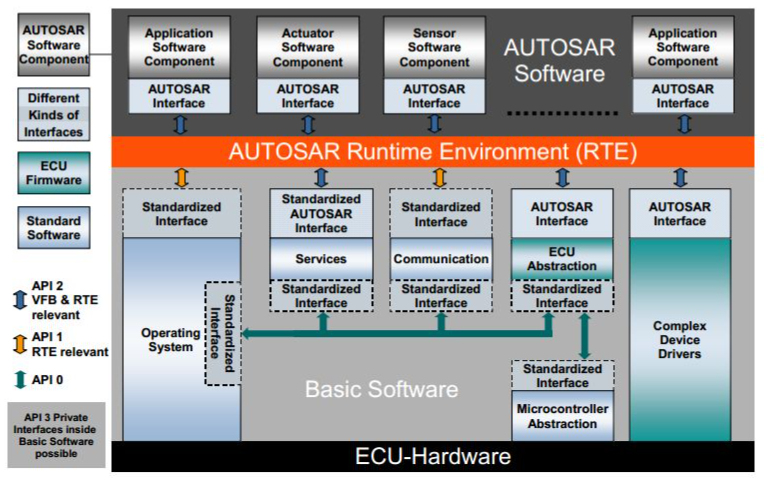 AUTOSAR
Software
Component
Different
Kinds of
Interfaces
ECU
Firmware
Standard
Software
API 2
VFB & RTE
relevant
API 1
RTE relevant
API 0
API 3 Private
Interfaces inside
Basic Software
possible
Application
Software
Component
AUTOSAR
Interface
Actuator
Software
Component
AUTOSAR
Interface
Sensor
Software
Component
AUTOSAR
Interface
AUTOSAR
Software
Application
Software
Component
AUTOSAR
Interface
AUTOSAR Runtime Environment (RTE)
Standardized
Interface
Operating
System
Standardized
Interface
Standardized
AUTOSAR
Interface
Services
Standardized
Interface
Standardized
Interface
Communication
Standardized
Interface
AUTOSAR
Interface
ECU
Abstraction
Standardized
Interface
Standardized
Interface
Microcontroller
Abstraction
AUTOSAR
Interface
Complex
Device
Drivers
Basic Software
ECU-Hardware